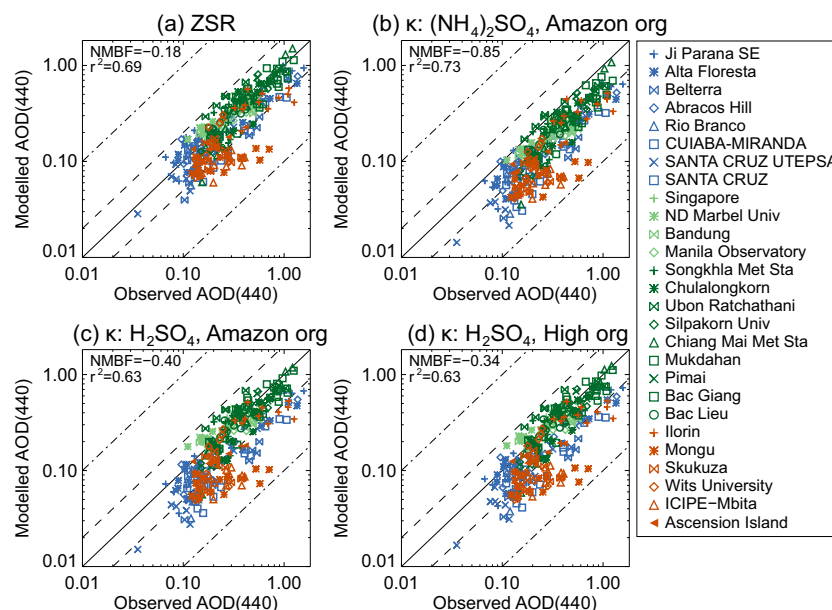 (a) ZSR
NMBF=−0.18
r²=0.69
1.00
0.10
0.01
Modelled AOD(440)
0.01 0.10 1.00
Observed AOD(440)
(b) κ: (NH₄)₂SO₄, Amazon org
NMBF=−0.85
r²=0.73
1.00
0.10
0.01
Modelled AOD(440)
0.01 0.10 1.00
Observed AOD(440)
(c) κ: H₂SO₄, Amazon org
NMBF=−0.40
r²=0.63
1.00
0.10
0.01
Modelled AOD(440)
0.01 0.10 1.00
Observed AOD(440)
(d) κ: H₂SO₄, High org
NMBF=−0.34
r²=0.63
1.00
0.10
0.01
Modelled AOD(440)
0.01 0.10 1.00
Observed AOD(440)
Ji Parana SE
Alta Floresta
Belterra
Abracos Hill
Rio Branco
CUIABA−MIRANDA
SANTA CRUZ UTEPSA
SANTA CRUZ
Singapore
ND Marbel Univ
Bandung
Manila Observatory
Songkhla Met Sta
Chulalongkorn
Ubon Ratchathani
Silpakorn Univ
Chiang Mai Met Sta
Mukdahan
Pimai
Bac Giang
Bac Lieu
Ilorin
Mongu
Skukuza
Wits University
ICIPE−Mbita
Ascension Island